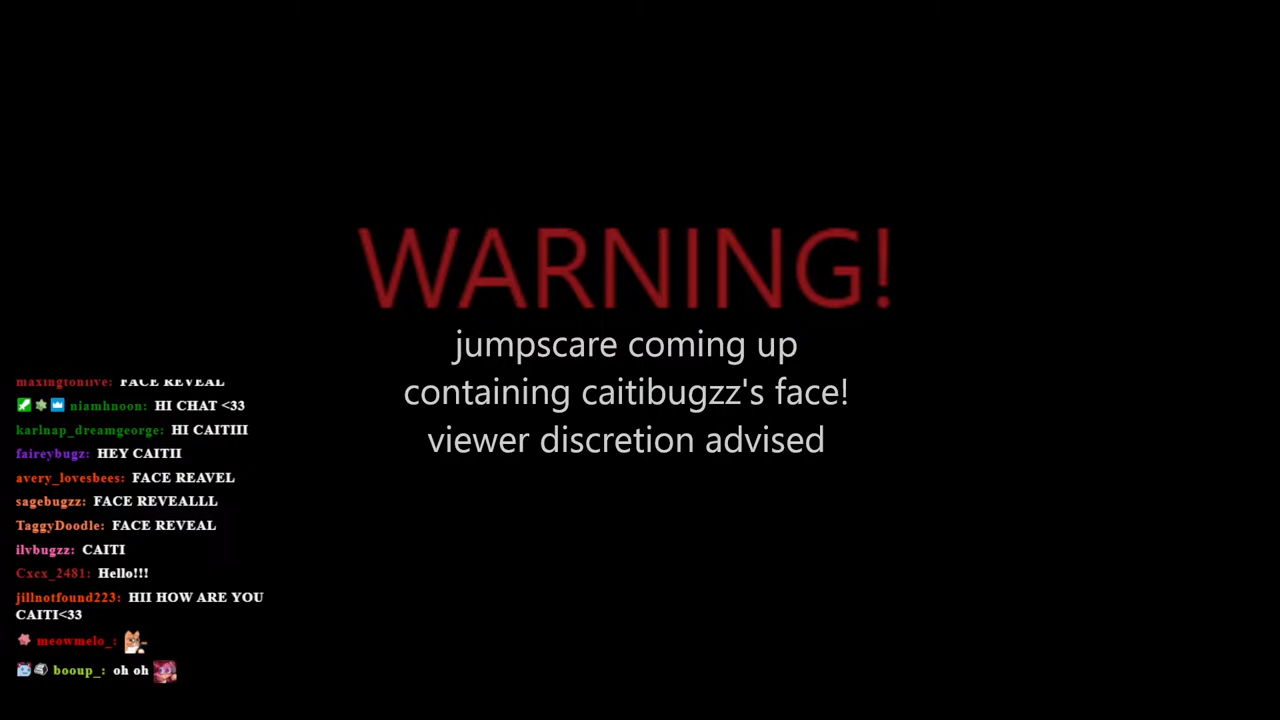 WARNING!
jumpscare coming up
containing caitibugzz's face!
viewer discretion advised
maxingtonlive: FACE REVEAL
niamhnoon: HI CHAT <33
karlnap_dreamgeorge: HI CAITIII
faireybugz: HEY CAITII
avery_lovesbees: FACE REAVEL
sagebugzz: FACE REVEALLL
TaggyDoodle: FACE REVEAL
ilvbugzz: CAITI
Cxcx_2481: Hello!!!
jillnotfound223: HII HOW ARE YOU
CAITI<33
meowmelo_:
booup_: oh oh